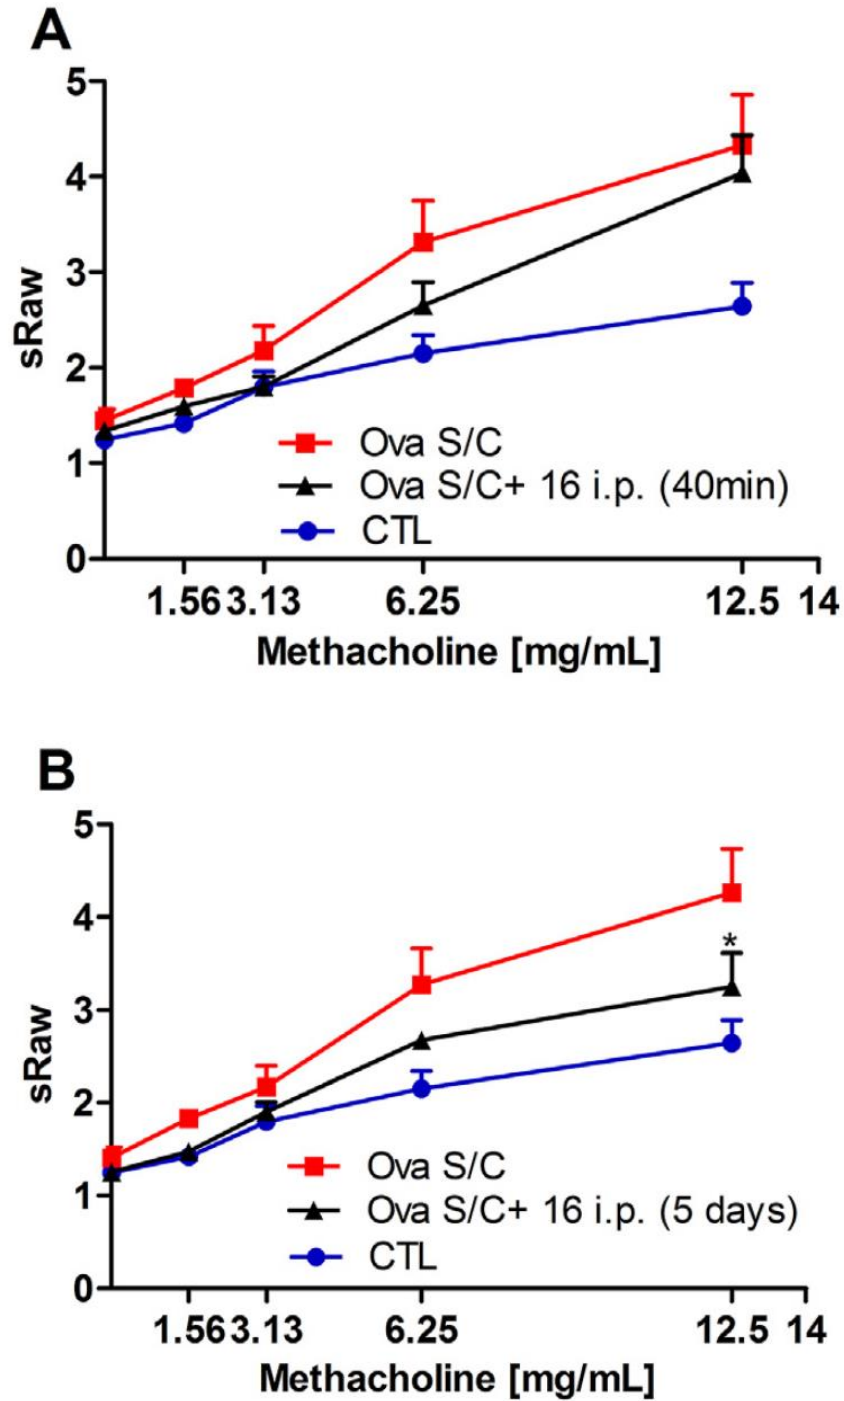 A
5
4
3
2
1
0
sRaw
Ova S/C
Ova S/C+ 16 i.p. (40min)
CTL
1.56 3.13 6.25 12.5 14
Methacholine [mg/mL]
B
5
4
3
2
1
0
sRaw
*
Ova S/C
Ova S/C+ 16 i.p. (5 days)
CTL
1.56 3.13 6.25 12.5 14
Methacholine [mg/mL]